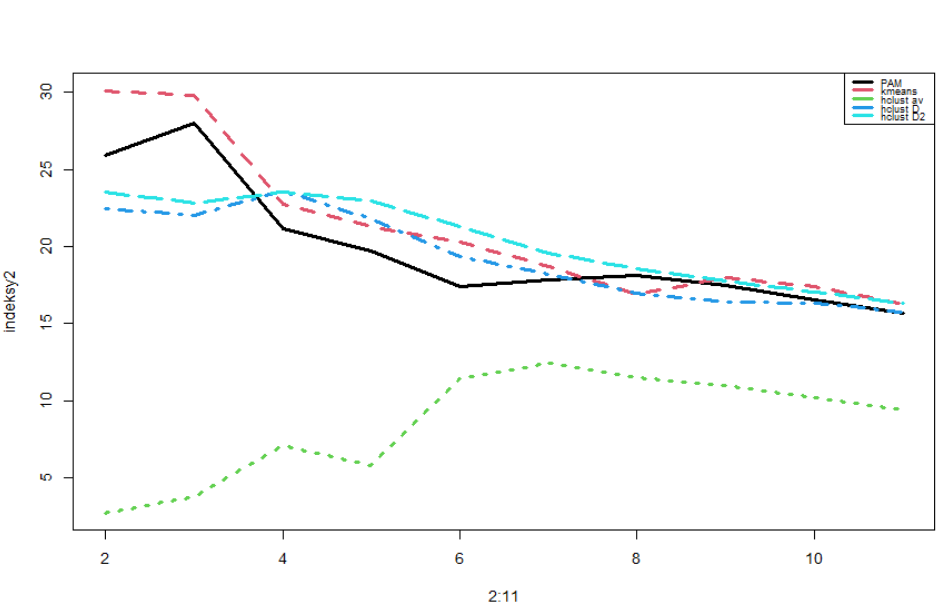 PAM
kmeans
hclust av
hclust D
hclust D2
30
25
20
15
10
5
indeksy2
2 4 6 8 10
2:11